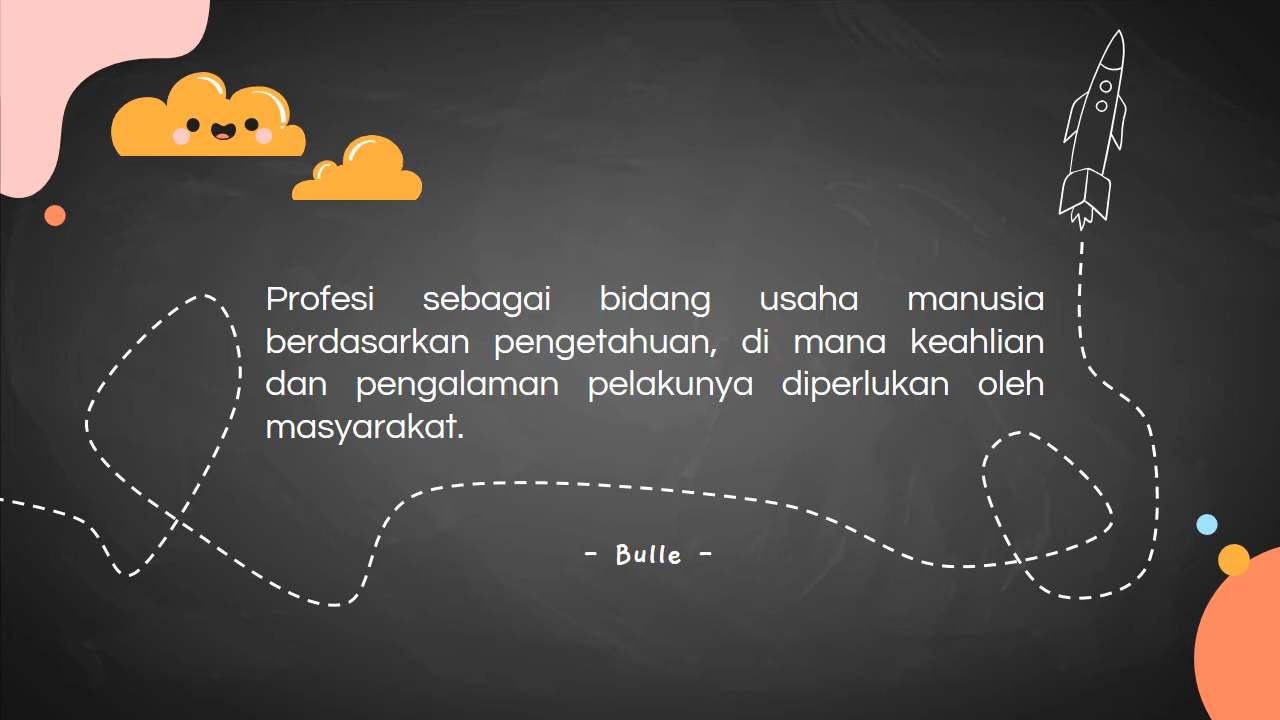 Profesi sebagai bidang usaha manusia
berdasarkan pengetahuan, di mana keahlian
dan pengalaman pelakunya diperlukan oleh
masyarakat.
- Bulle -